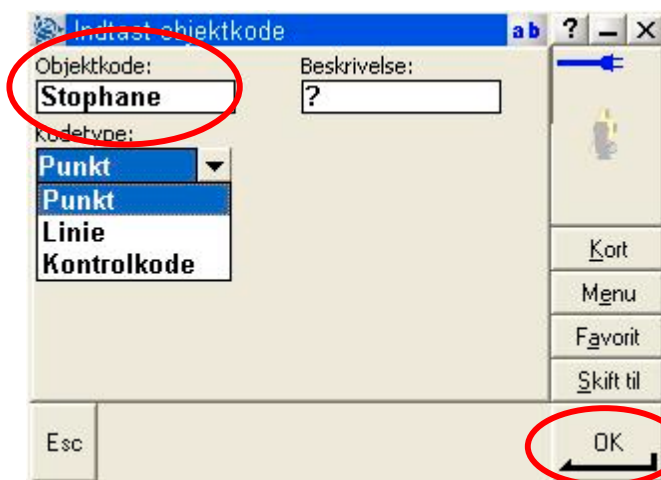 Indtast objektkode
ab
?
Objektkode:
Beskrivelse:
Stophane
?
Kodetype:
Punkt
Punkt
Linie
Kontrolkode
Kort
Menu
Favorit
Skift til
Esc
OK